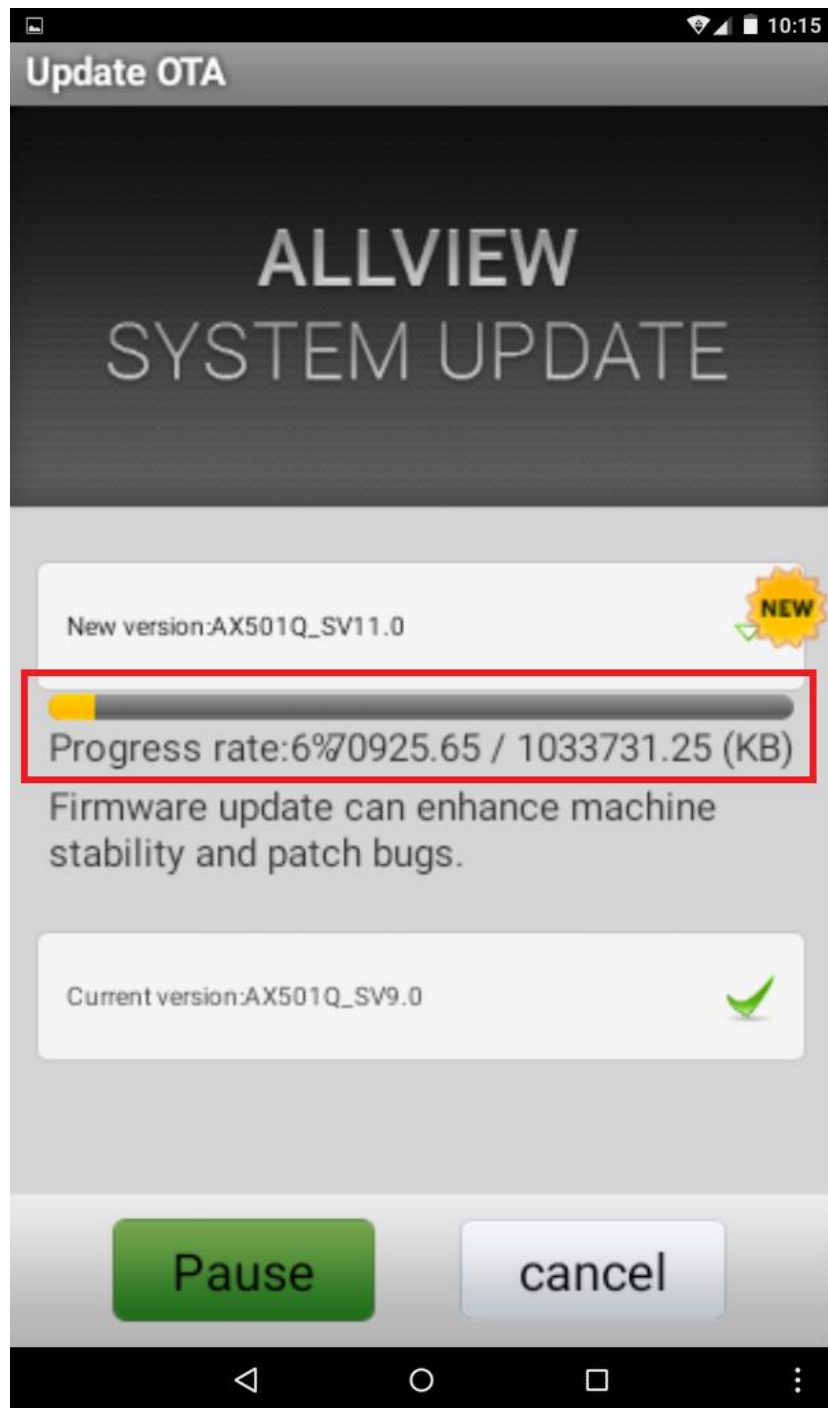 10:15
Update OTA
ALLVIEW
SYSTEM UPDATE
New version:AX501Q_SV11.0
NEW
Progress rate:6%70925.65 / 1033731.25 (KB)
Firmware update can enhance machine
stability and patch bugs.
Current version:AX501Q_SV9.0
Pause
cancel